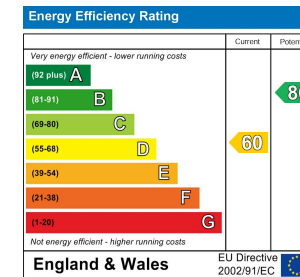 Energy Efficiency Rating
Current
Very energy efficient - lower running costs
(92 plus) A
(81-91) B
(69-80) C
(55-68) D
(39-54) E
(21-38) F
(1-20) G
60
Not energy efficient - higher running costs
England & Wales
EU Directive
2002/91/EC